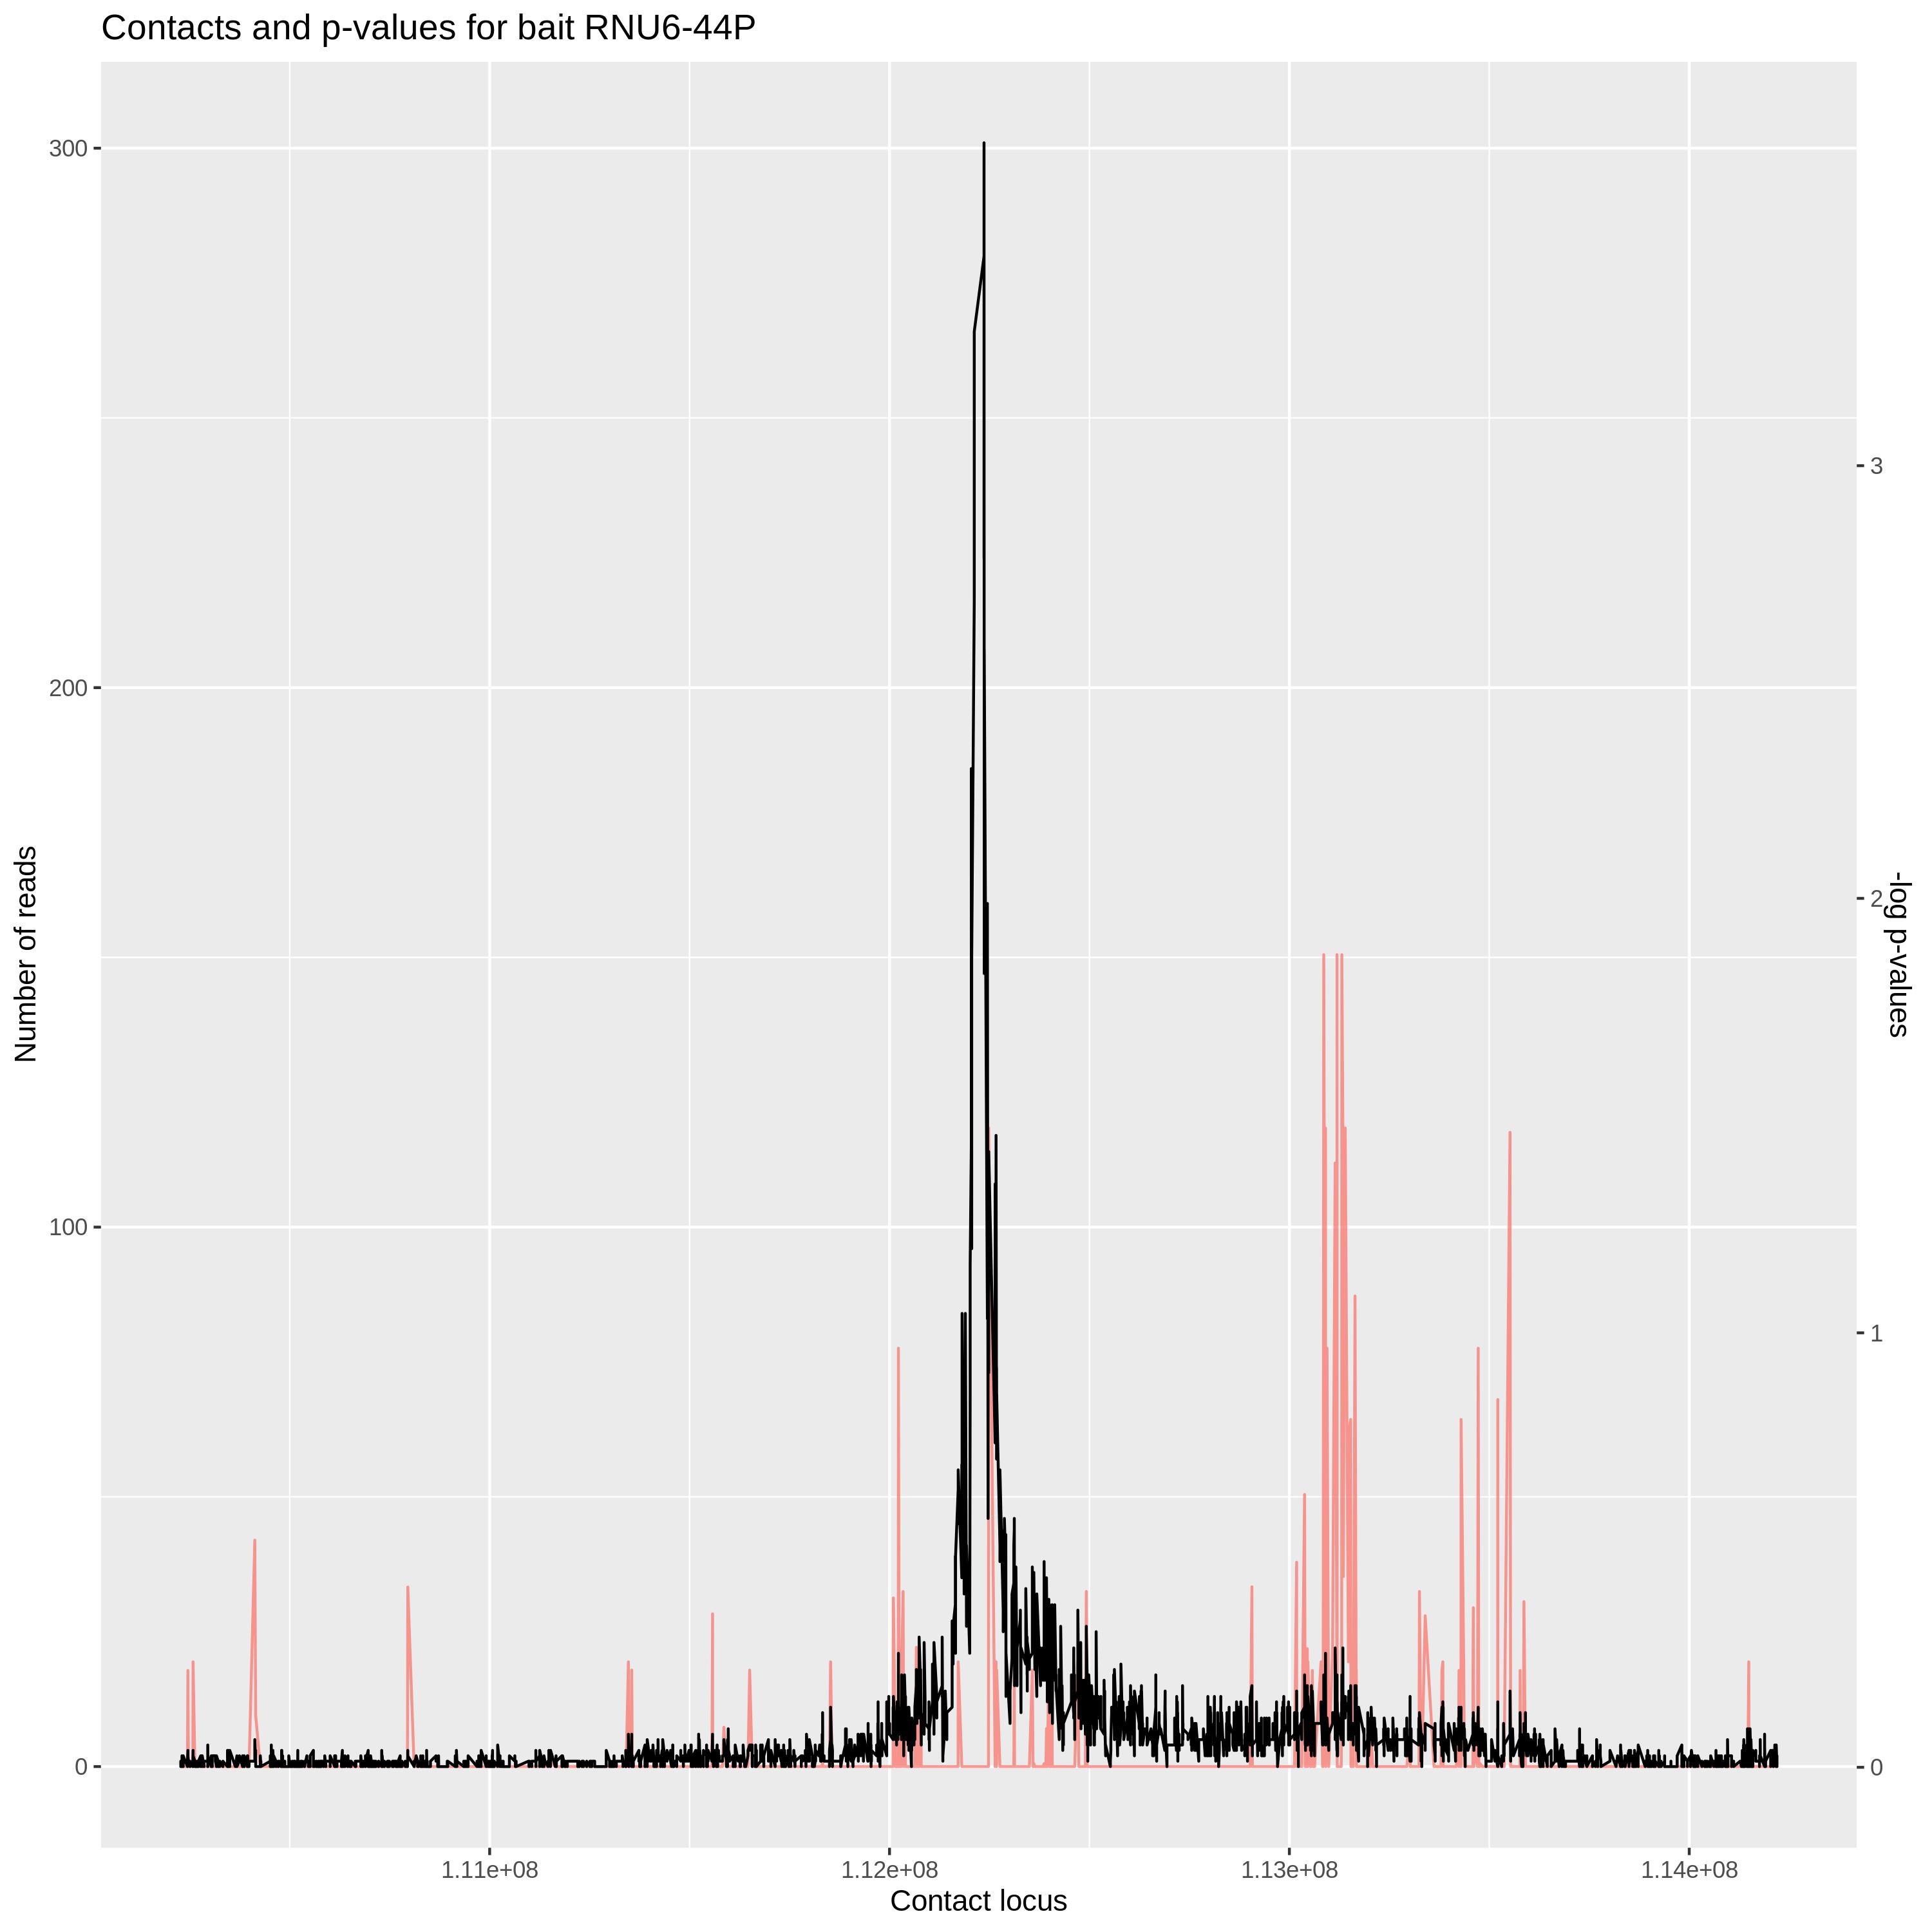 Contacts and p-values for bait RNU6-44P
300
200
100
0
Number of reads
3
2
1
0
-log p-values
1.11e+08
1.12e+08
1.13e+08
1.14e+08
Contact locus